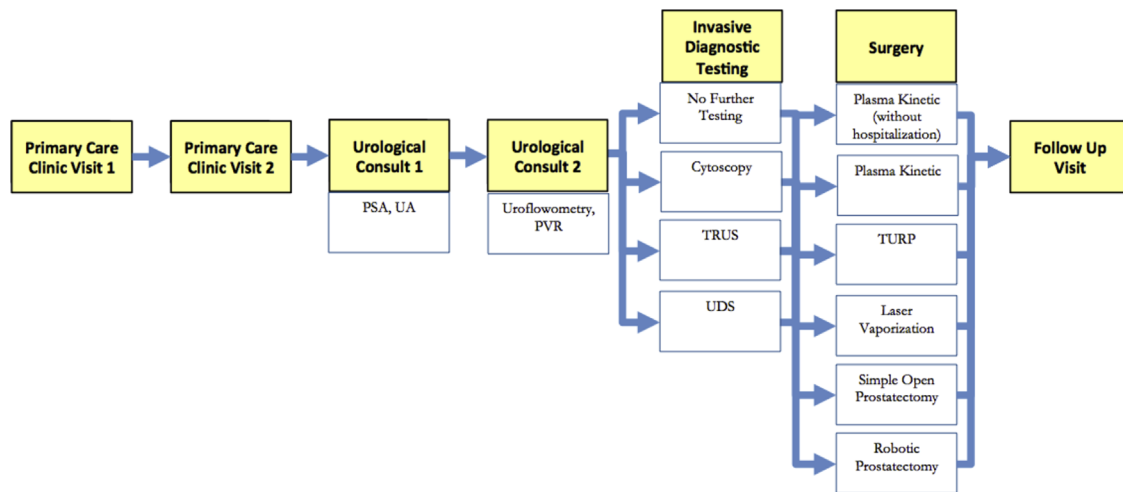 Primary Care
Clinic Visit 1
Primary Care
Clinic Visit 2
Urological
Consult 1
PSA, UA
Urological
Consult 2
Uroflowometry,
PVR
Invasive
Diagnostic
Testing
No Further
Testing
Cytoscopy
TRUS
UDS
Surgery
Plasma Kinetic
(without
hospitalization)
Plasma Kinetic
TURP
Laser
Vaporization
Simple Open
Prostatectomy
Robotic
Prostatectomy
Follow Up
Visit